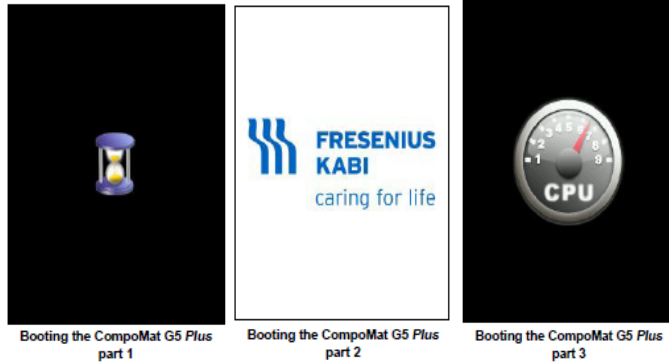 FRESENIUS
KABI
caring for life
1 2 3 4 5 6 7 8 9
CPU
Booting the CompoMat G5 Plus
part 1
Booting the CompoMat G5 Plus
part 2
Booting the CompoMat G5 Plus
part 3